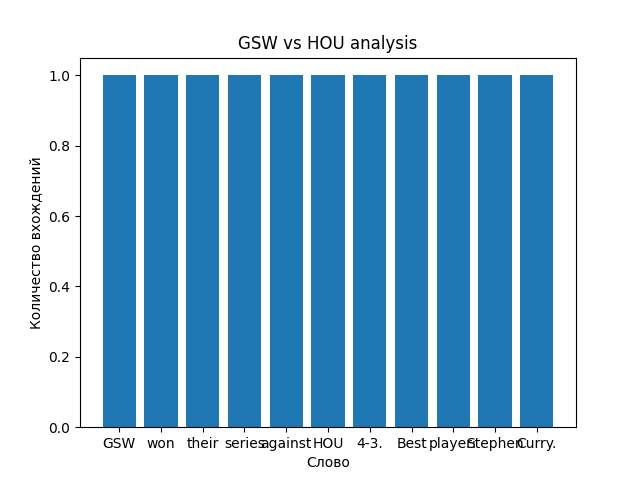 GSW vs HOU analysis
Количество вхождений
1.0
0.8
0.6
0.4
0.2
0.0
GSW won their series against HOU 4-3. Best player: Stephen Curry.
Слово